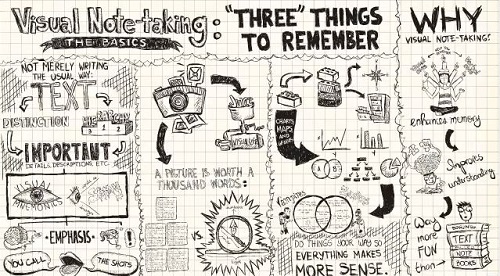 Visual Note-taking:
THE BASICS
"THREE" THINGS
TO REMEMBER
NOT MERELY WRITING
THE USUAL WAY:
TEXT
DISTINCTION
HIERARCHY
2 1 3
IMPORTANT
DETAILS, DESCRIPTIONS, ETC.
VISUAL
MNEMONICS
EMPHASIS
YOU CALL
THE SHOTS
A PICTURE IS WORTH A
THOUSAND WORDS:
VS.
CHARTS
MAPS
AND
A
B
DO THINGS YOUR WAY SO
EVERYTHING MAKES
MORE SENSE.
WHY
VISUAL NOTE-TAKING?
enhances memory
Improves
understanding
Way
more
FUN
than
TEXT
NOTE
BOOKS